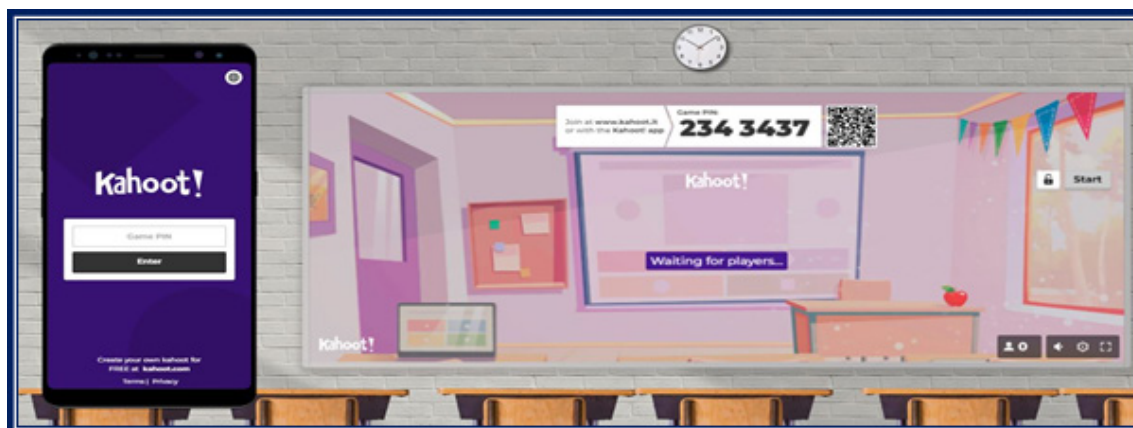 Kahoot!
Game PIN
Enter
Create your own kahoot for
FREE at kahoot.com
Terms | Privacy
Join at www.kahoot.it
or with the Kahoot! app
Game PIN:
234 3437
Kahoot!
Start
Waiting for players...
Kahoot!
0